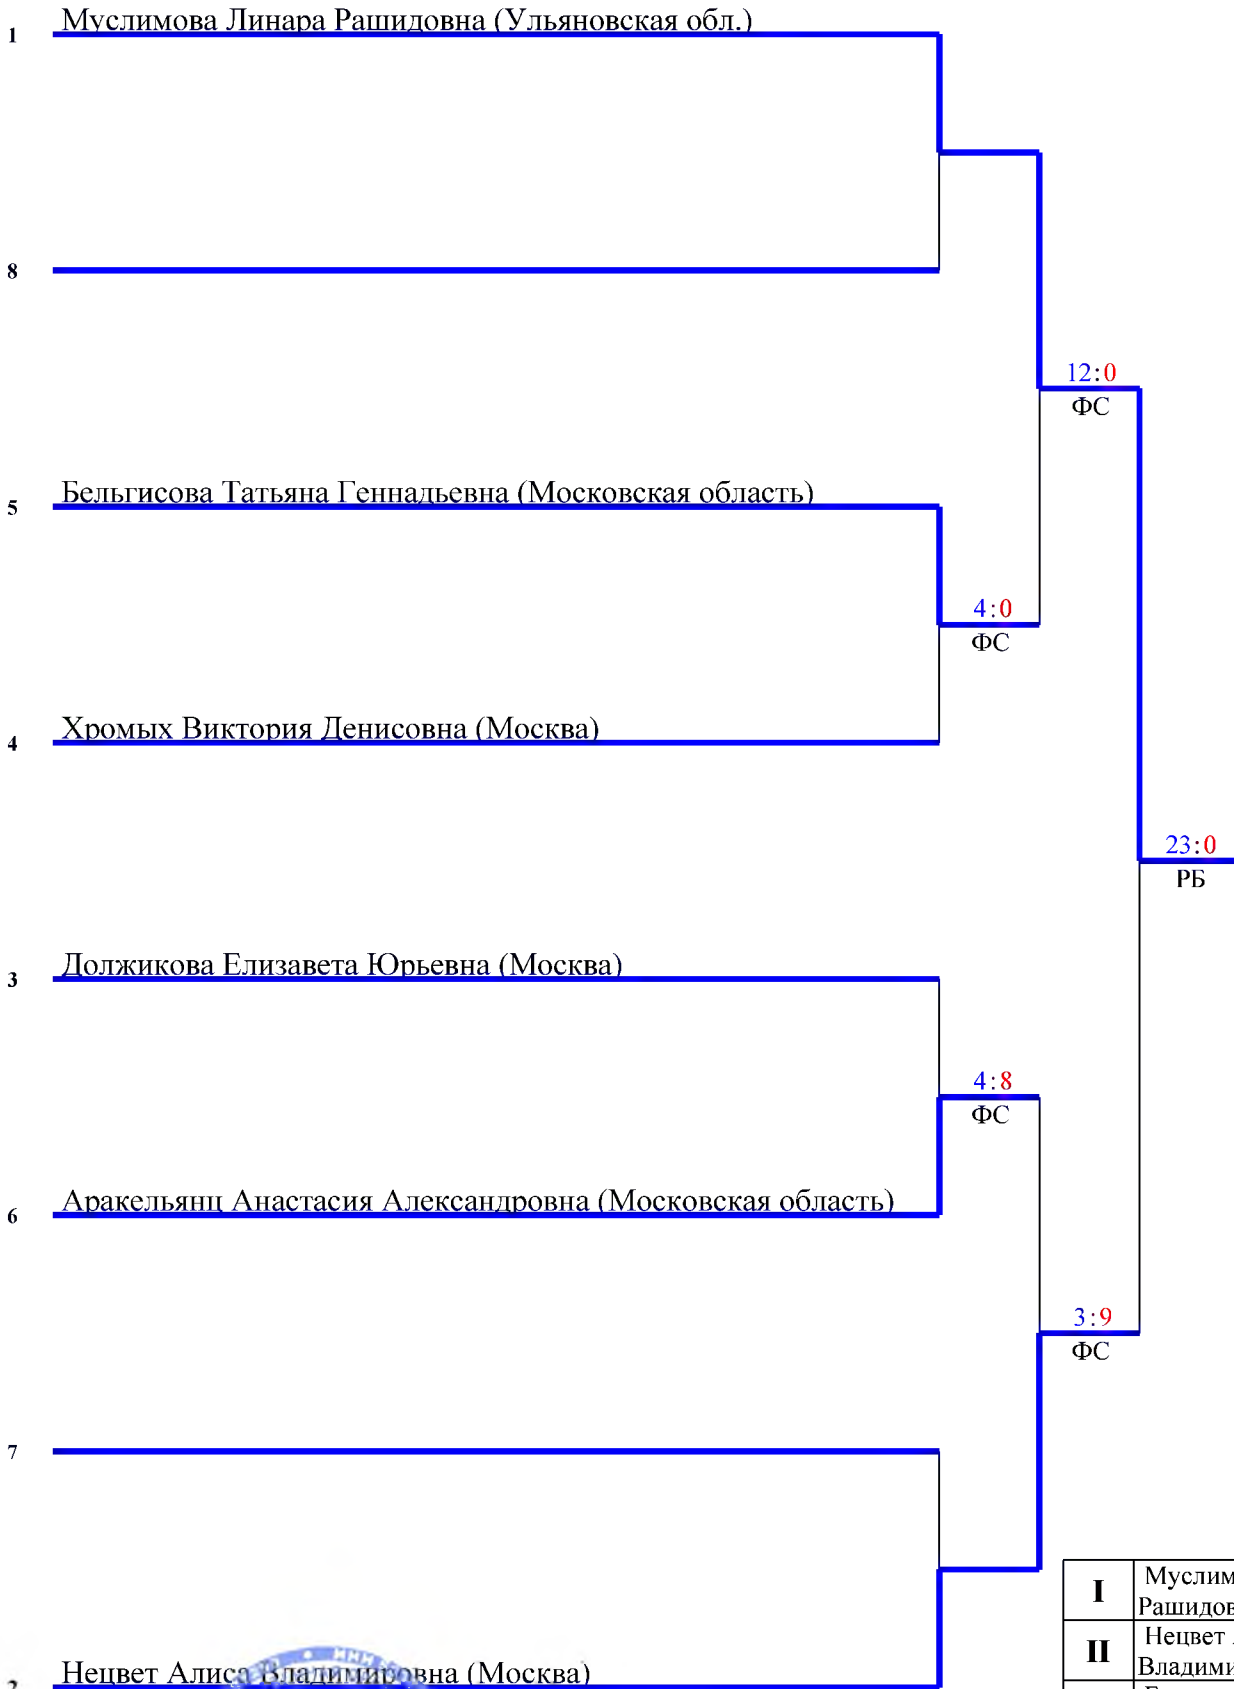 1 Муслимова Линара Рашидовна (Ульяновская обл.)
8
12:0
ФС
5 Бельгисова Татьяна Геннадьевна (Московская область)
4:0
ФС
4 Хромых Виктория Денисовна (Москва)
23:0
РБ
3 Должикова Елизавета Юрьевна (Москва)
4:8
ФС
6 Аракельянц Анастасия Александровна (Московская область)
3:9
ФС
7
I Муслим
Рашидов
II Нецвет
Владими
2 Нецвет Алиса Владимировна (Москва)